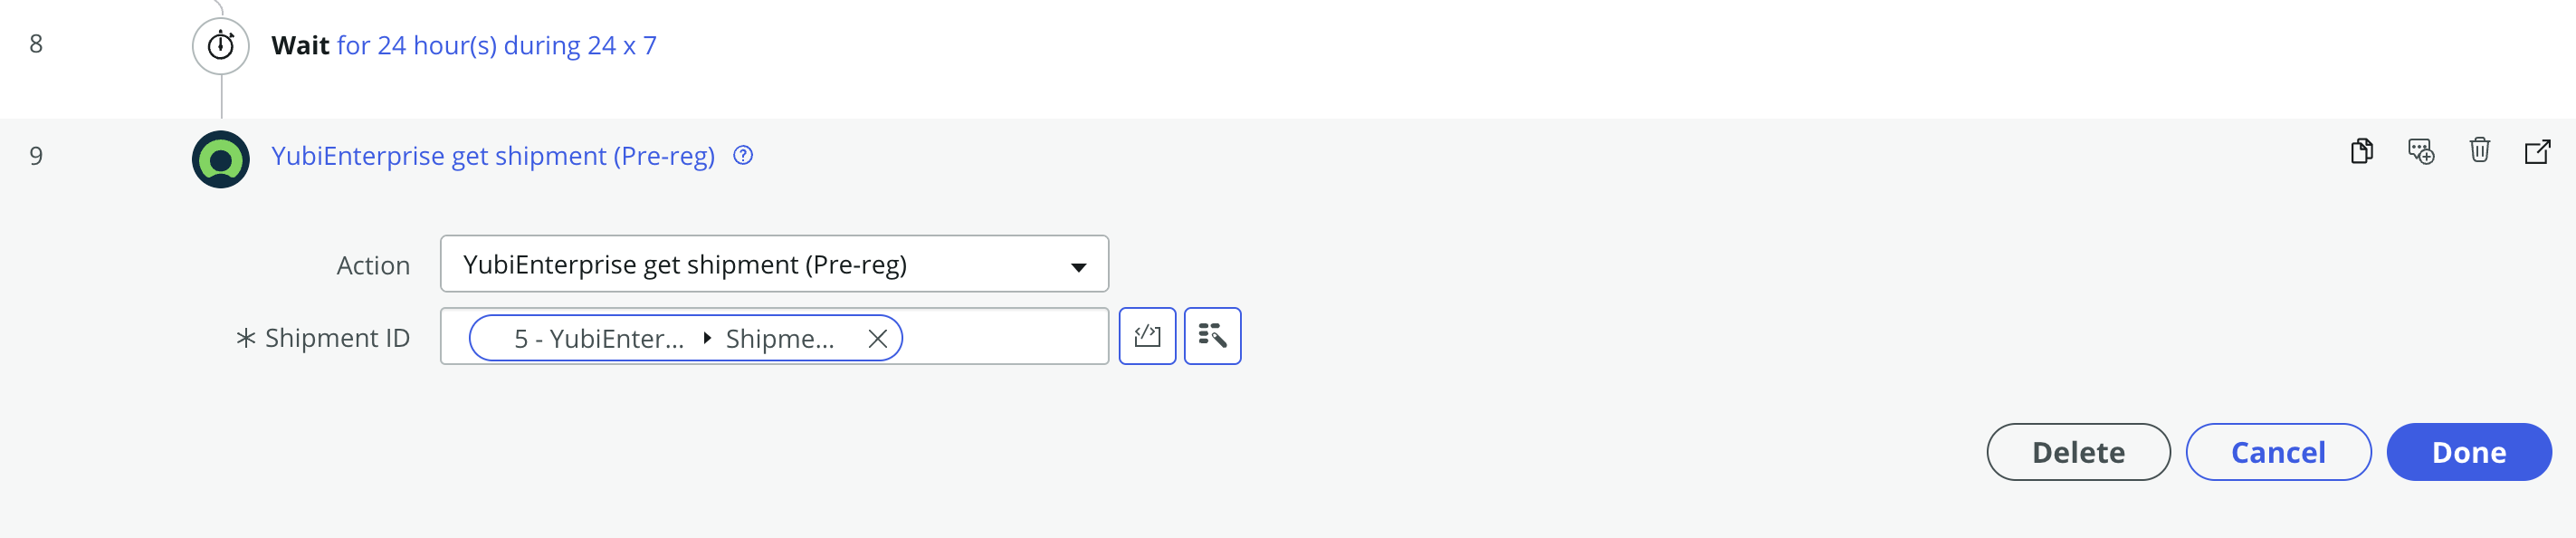 8 Wait for 24 hour(s) during 24 x 7
9 YubiEnterprise get shipment (Pre-reg)
Action YubiEnterprise get shipment (Pre-reg)
* Shipment ID 5 - YubiEnter... Shipme...
Delete Cancel Done